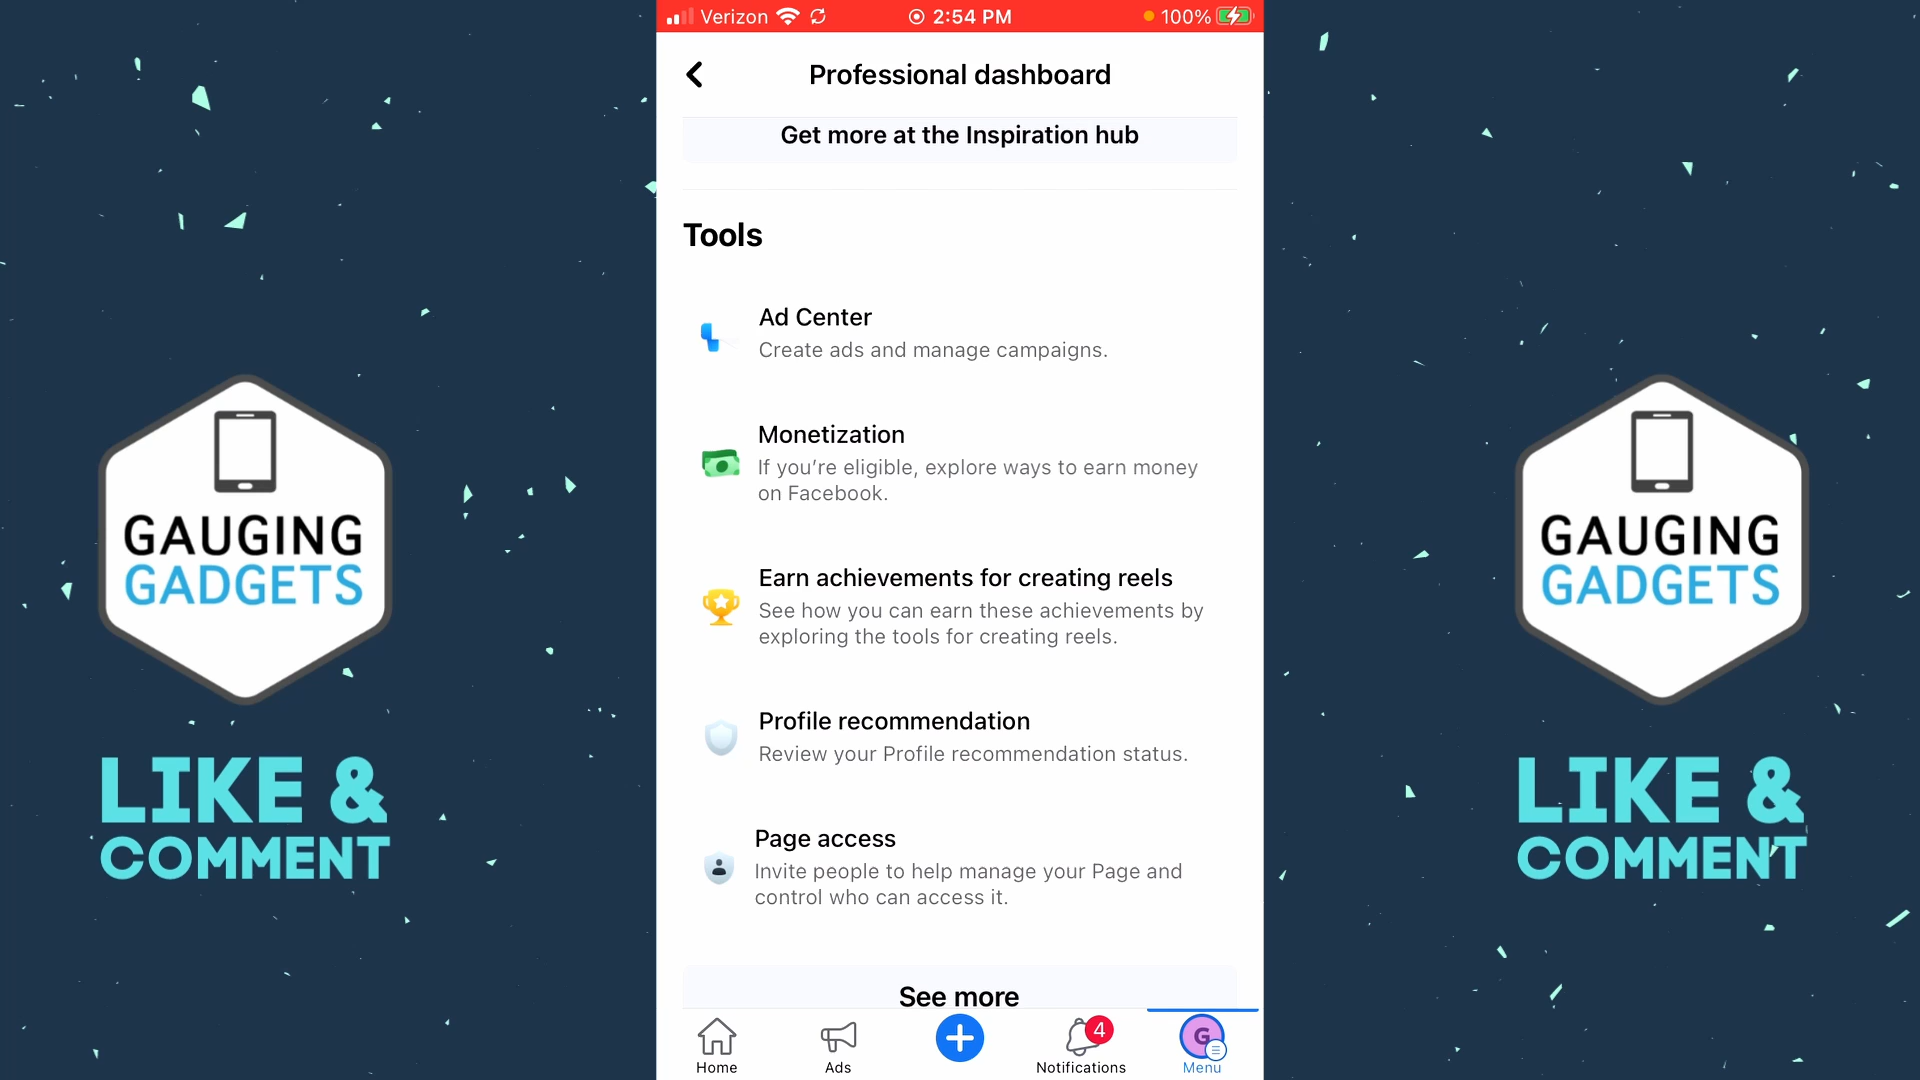 Verizon
2:54 PM
100%
Professional dashboard
Get more at the Inspiration hub
Tools
Ad Center
Create ads and manage campaigns.
Monetization
If you’re eligible, explore ways to earn money
on Facebook.
Earn achievements for creating reels
See how you can earn these achievements by
exploring the tools for creating reels.
Profile recommendation
Review your Profile recommendation status.
Page access
Invite people to help manage your Page and
control who can access it.
See more
Home
Ads
4
Notifications
G
Menu
GAUGING
GADGETS
LIKE &
COMMENT
GAUGING
GADGETS
LIKE &
COMMENT